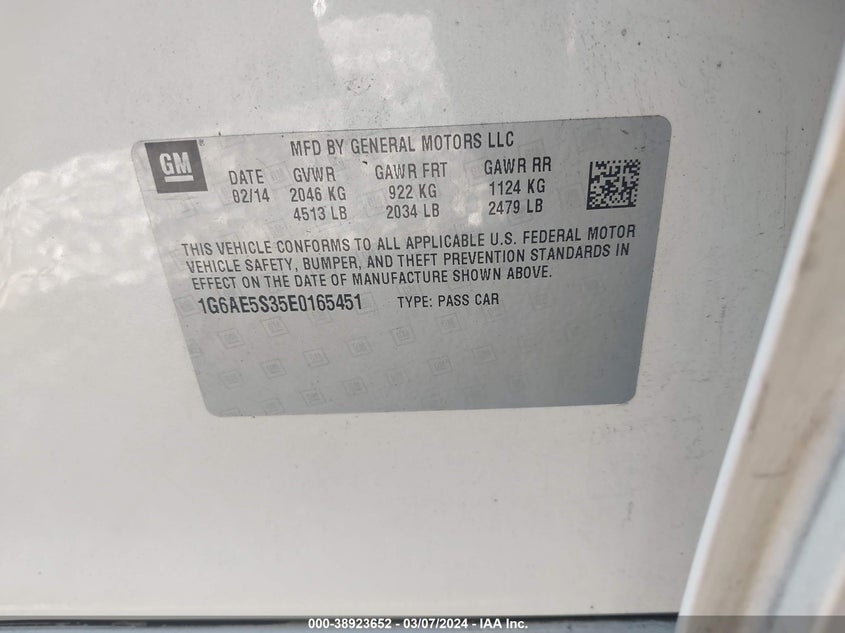 GM®
MFD BY GENERAL MOTORS LLC
DATE GVWR GAWR FRT GAWR RR
02/14 2046 KG 922 KG 1124 KG
4513 LB 2034 LB 2479 LB
THIS VEHICLE CONFORMS TO ALL APPLICABLE U.S. FEDERAL MOTOR
VEHICLE SAFETY, BUMPER, AND THEFT PREVENTION STANDARDS IN
EFFECT ON THE DATE OF MANUFACTURE SHOWN ABOVE.
1G6AE5S35E0165451 TYPE: PASS CAR
000-38923652 - 03/07/2024 - IAA Inc.